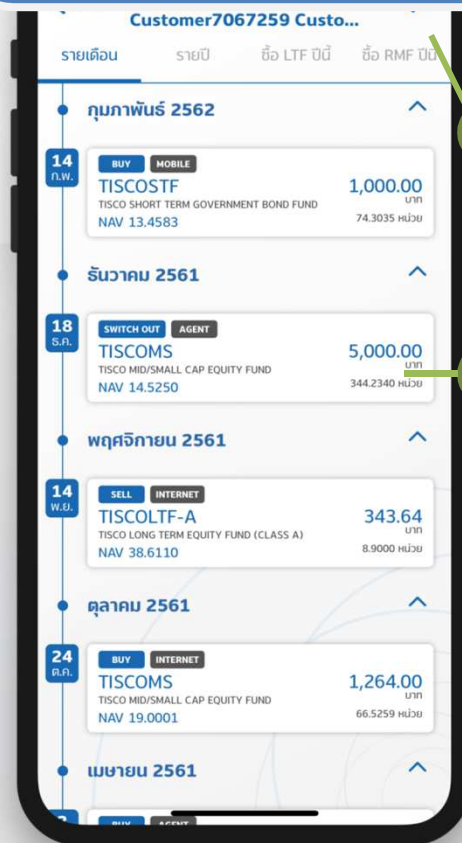 Customer7067259 Custo...
รายเดือน รายปี ซื้อ LTF ปีนี้ ซื้อ RMF ปีนี้
กุมภาพันธ์ 2562
14
ก.พ.
BUY MOBILE
TISCOSTF 1,000.00
บาท
TISCO SHORT TERM GOVERNMENT BOND FUND
NAV 13.4583 74.3035 หน่วย
ธันวาคม 2561
18
ธ.ค.
SWITCH OUT AGENT
TISCOMS 5,000.00
บาท
TISCO MID/SMALL CAP EQUITY FUND
NAV 14.5250 344.2340 หน่วย
พฤศจิกายน 2561
14
พ.ย.
SELL INTERNET
TISCOLTF-A 343.64
บาท
TISCO LONG TERM EQUITY FUND (CLASS A)
NAV 38.6110 8.9000 หน่วย
ตุลาคม 2561
24
ต.ค.
BUY INTERNET
TISCOMS 1,264.00
บาท
TISCO MID/SMALL CAP EQUITY FUND
NAV 19.0001 66.5259 หน่วย
เมษายน 2561
BUY AGENT